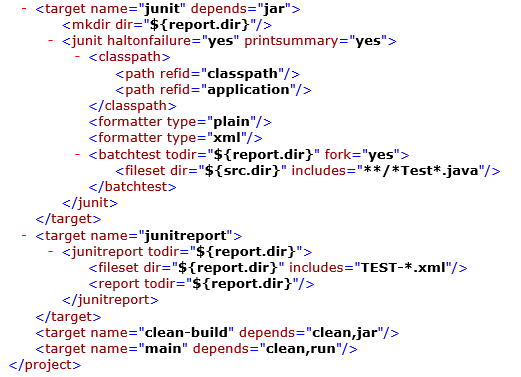 - <target name="junit" depends="jar">
<mkdir dir="${report.dir}"/>
- <junit haltonfailure="yes" printsummary="yes">
- <classpath>
<path refid="classpath"/>
<path refid="application"/>
</classpath>
<formatter type="plain"/>
<formatter type="xml"/>
- <batchtest todir="${report.dir}" fork="yes">
<fileset dir="${src.dir}" includes="**/*Test*.java"/>
</batchtest>
</junit>
</target>
- <target name="junitreport">
- <junitreport todir="${report.dir}">
<fileset dir="${report.dir}" includes="TEST-*.xml"/>
<report todir="${report.dir}"/>
</junitreport>
</target>
<target name="clean-build" depends="clean,jar"/>
<target name="main" depends="clean,run"/>
</project>